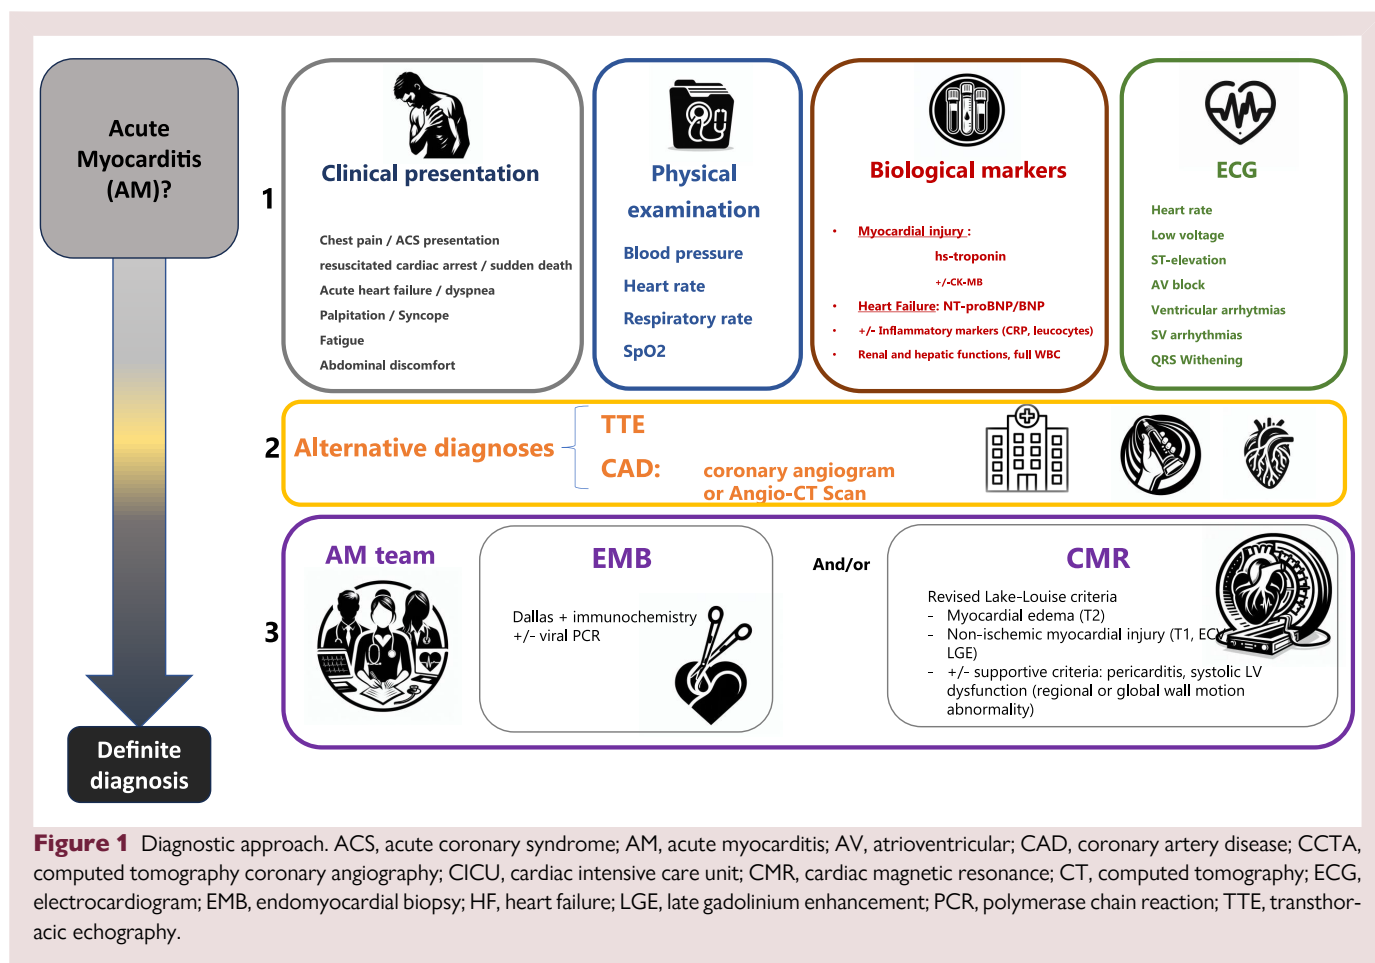 Acute
Myocarditis
(AM)?
Definite
diagnosis
1
Clinical presentation
Chest pain / ACS presentation
resuscitated cardiac arrest / sudden death
Acute heart failure / dyspnea
Palpitation / Syncope
Fatigue
Abdominal discomfort
Physical
examination
Blood pressure
Heart rate
Respiratory rate
SpO2
Biological markers
• Myocardial injury :
hs-troponin
+/-CK-MB
• Heart Failure: NT-proBNP/BNP
• +/- Inflammatory markers (CRP, leucocytes)
• Renal and hepatic functions, full WBC
ECG
Heart rate
Low voltage
ST-elevation
AV block
Ventricular arrhytmias
SV arrhythmias
QRS Withening
2
Alternative diagnoses
TTE
CAD: coronary angiogram
or Angio-CT Scan
3
AM team
EMB
Dallas + immunochemistry
+/- viral PCR
And/or
CMR
Revised Lake-Louise criteria
- Myocardial edema (T2)
- Non-ischemic myocardial injury (T1, ECV
LGE)
- +/- supportive criteria: pericarditis, systolic LV
dysfunction (regional or global wall motion
abnormality)
Figure 1 Diagnostic approach. ACS, acute coronary syndrome; AM, acute myocarditis; AV, atrioventricular; CAD, coronary artery disease; CCTA,
computed tomography coronary angiography; CICU, cardiac intensive care unit; CMR, cardiac magnetic resonance; CT, computed tomography; ECG,
electrocardiogram; EMB, endomyocardial biopsy; HF, heart failure; LGE, late gadolinium enhancement; PCR, polymerase chain reaction; TTE, transthor-
acic echography.